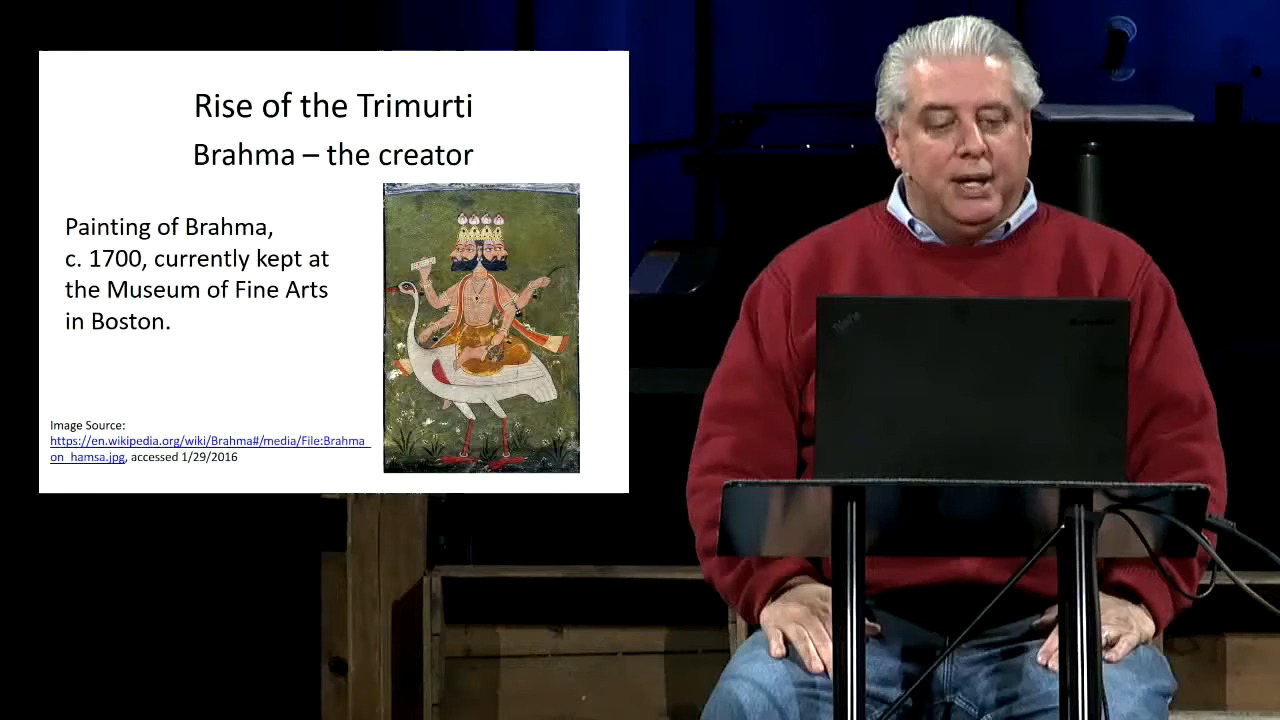 Rise of the Trimurti
Brahma – the creator
Painting of Brahma,
c. 1700, currently kept at
the Museum of Fine Arts
in Boston.
Image Source:
https://en.wikipedia.org/wiki/Brahma#/media/File:Brahma_
on_hamsa.jpg, accessed 1/29/2016